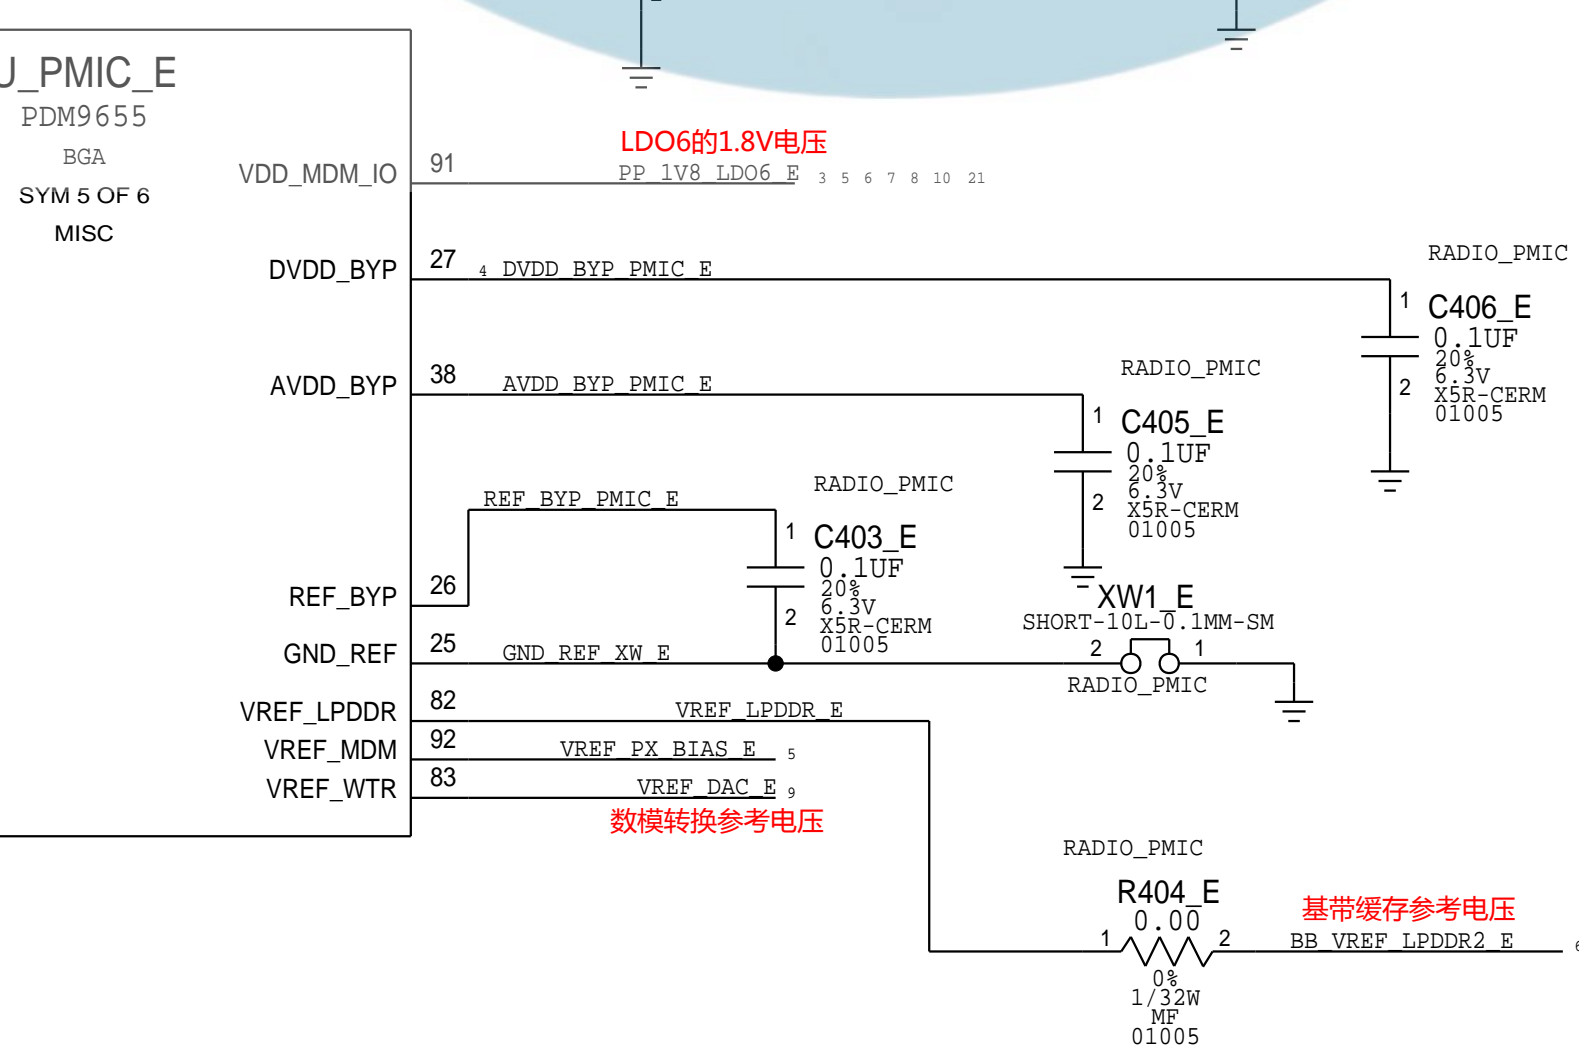 U_PMIC_E
PDM9655
BGA
SYM 5 OF 6
MISC
LDO6的1.8V电压
VDD_MDM_IO 91 PP_1V8_LDO6_E 3 5 6 7 8 10 21
DVDD_BYP 27 4 DVDD_BYP_PMIC_E
RADIO_PMIC
1 C406_E
0.1UF
20%
6.3V
2 X5R-CERM
01005
AVDD_BYP 38 AVDD_BYP_PMIC_E
RADIO_PMIC
1 C405_E
0.1UF
20%
6.3V
2 X5R-CERM
01005
REF_BYP_PMIC_E
RADIO_PMIC
1 C403_E
0.1UF
20%
6.3V
2 X5R-CERM
01005
REF_BYP 26
XW1_E
SHORT-10L-0.1MM-SM
GND_REF 25 GND_REF_XW_E 2 1
RADIO_PMIC
VREF_LPDDR 82 VREF_LPDDR_E
VREF_MDM 92 VREF_PX_BIAS_E 5
VREF_WTR 83 VREF_DAC_E 9
数模转换参考电压
RADIO_PMIC
R404_E
0.00
基带缓存参考电压
1 2 BB_VREF_LPDDR2_E 6
0%
1/32W
MF
01005